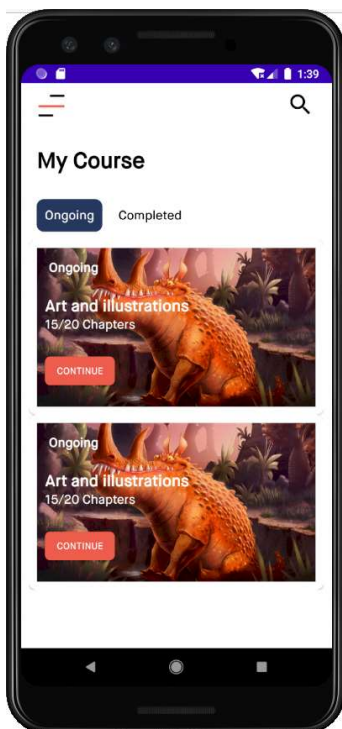 1:39
My Course
Ongoing
Completed
Ongoing
Art and illustrations
15/20 Chapters
CONTINUE
Ongoing
Art and illustrations
15/20 Chapters
CONTINUE